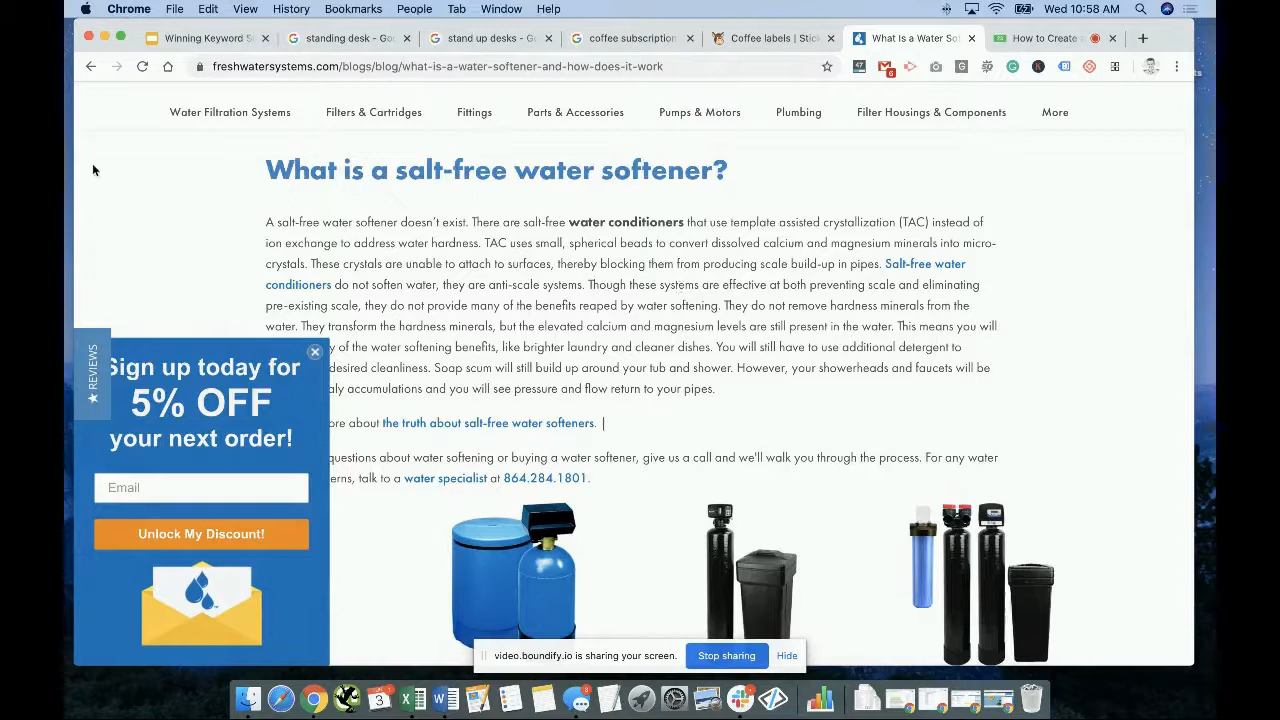 Chrome File Edit View History Bookmarks People Tab Window Help
Wed 10:58 AM
Winning Keyword S
standing desk - Goo
stand up desk - Go
coffee subscription
Coffee labels | Stick
What Is a Water Sof
How to Create
freshwatersystems.com/blogs/blog/what-is-a-water-softener-and-how-does-it-work
47
6
Water Filtration Systems Filters & Cartridges Fittings Parts & Accessories Pumps & Motors Plumbing Filter Housings & Components More
What is a salt-free water softener?
A salt-free water softener doesn't exist. There are salt-free water conditioners that use template assisted crystallization (TAC) instead of
ion exchange to address water hardness. TAC uses small, spherical beads to convert dissolved calcium and magnesium minerals into micro-
crystals. These crystals are unable to attach to surfaces, thereby blocking them from producing scale build-up in pipes. Salt-free water
conditioners do not soften water, they are anti-scale systems. Though these systems are effective at both preventing scale and eliminating
pre-existing scale, they do not provide many of the benefits reaped by water softening. They do not remove hardness minerals from the
water. They transform the hardness minerals, but the elevated calcium and magnesium levels are still present in the water. This means you will
y of the water softening benefits, like brighter laundry and cleaner dishes. You will still have to use additional detergent to
desired cleanliness. Soap scum will still build up around your tub and shower. However, your showerheads and faucets will be
aly accumulations and you will see pressure and flow return to your pipes.
ore about the truth about salt-free water softeners.
questions about water softening or buying a water softener, give us a call and we'll walk you through the process. For any water
erns, talk to a water specialist at 864.284.1801.
★ REVIEWS
Sign up today for
5% OFF
your next order!
Email
Unlock My Discount!
video.boundify.io is sharing your screen. Stop sharing Hide